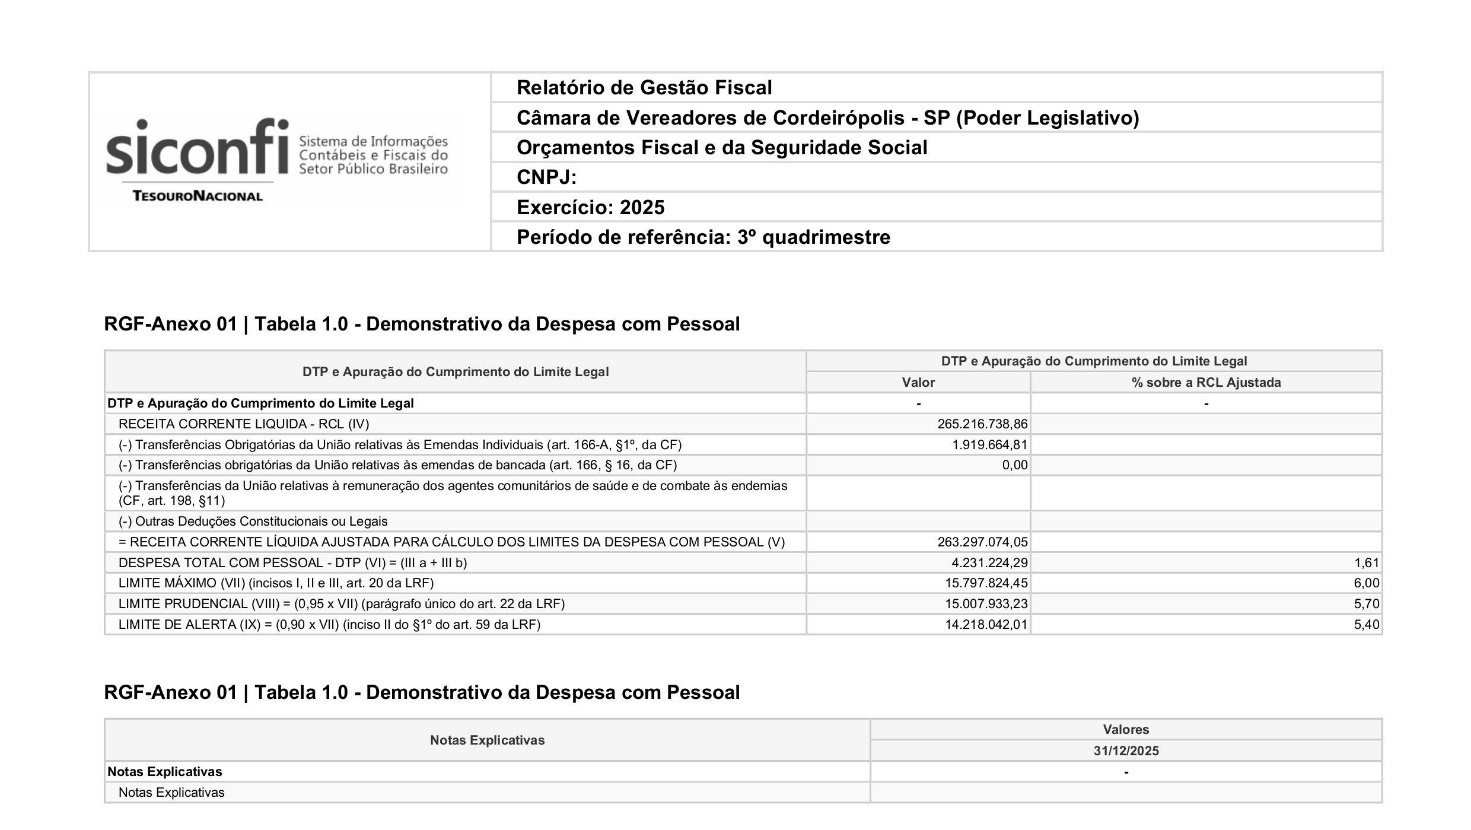 siconfi
Sistema de Informações
Contábeis e Fiscais do
Setor Público Brasileiro
TESOURONACIONAL
Relatório de Gestão Fiscal
Câmara de Vereadores de Cordeirópolis - SP (Poder Legislativo)
Orçamentos Fiscal e da Seguridade Social
CNPJ:
Exercício: 2025
Período de referência: 3º quadrimestre
RGF-Anexo 01 | Tabela 1.0 - Demonstrativo da Despesa com Pessoal
DTP e Apuração do Cumprimento do Limite Legal
DTP e Apuração do Cumprimento do Limite Legal
Valor % sobre a RCL Ajustada
DTP e Apuração do Cumprimento do Limite Legal - -
RECEITA CORRENTE LIQUIDA - RCL (IV) 265.216.738,86
(-) Transferências Obrigatórias da União relativas às Emendas Individuais (art. 166-A, §1º, da CF) 1.919.664,81
(-) Transferências obrigatórias da União relativas às emendas de bancada (art. 166, § 16, da CF) 0,00
(-) Transferências da União relativas à remuneração dos agentes comunitários de saúde e de combate às endemias
(CF, art. 198, §11)
(-) Outras Deduções Constitucionais ou Legais
= RECEITA CORRENTE LÍQUIDA AJUSTADA PARA CÁLCULO DOS LIMITES DA DESPESA COM PESSOAL (V) 263.297.074,05
DESPESA TOTAL COM PESSOAL - DTP (VI) = (III a + III b) 4.231.224,29 1,61
LIMITE MÁXIMO (VII) (incisos I, II e III, art. 20 da LRF) 15.797.824,45 6,00
LIMITE PRUDENCIAL (VIII) = (0,95 x VII) (parágrafo único do art. 22 da LRF) 15.007.933,23 5,70
LIMITE DE ALERTA (IX) = (0,90 x VII) (inciso II do §1º do art. 59 da LRF) 14.218.042,01 5,40
RGF-Anexo 01 | Tabela 1.0 - Demonstrativo da Despesa com Pessoal
Notas Explicativas
Valores
31/12/2025
Notas Explicativas -
Notas Explicativas